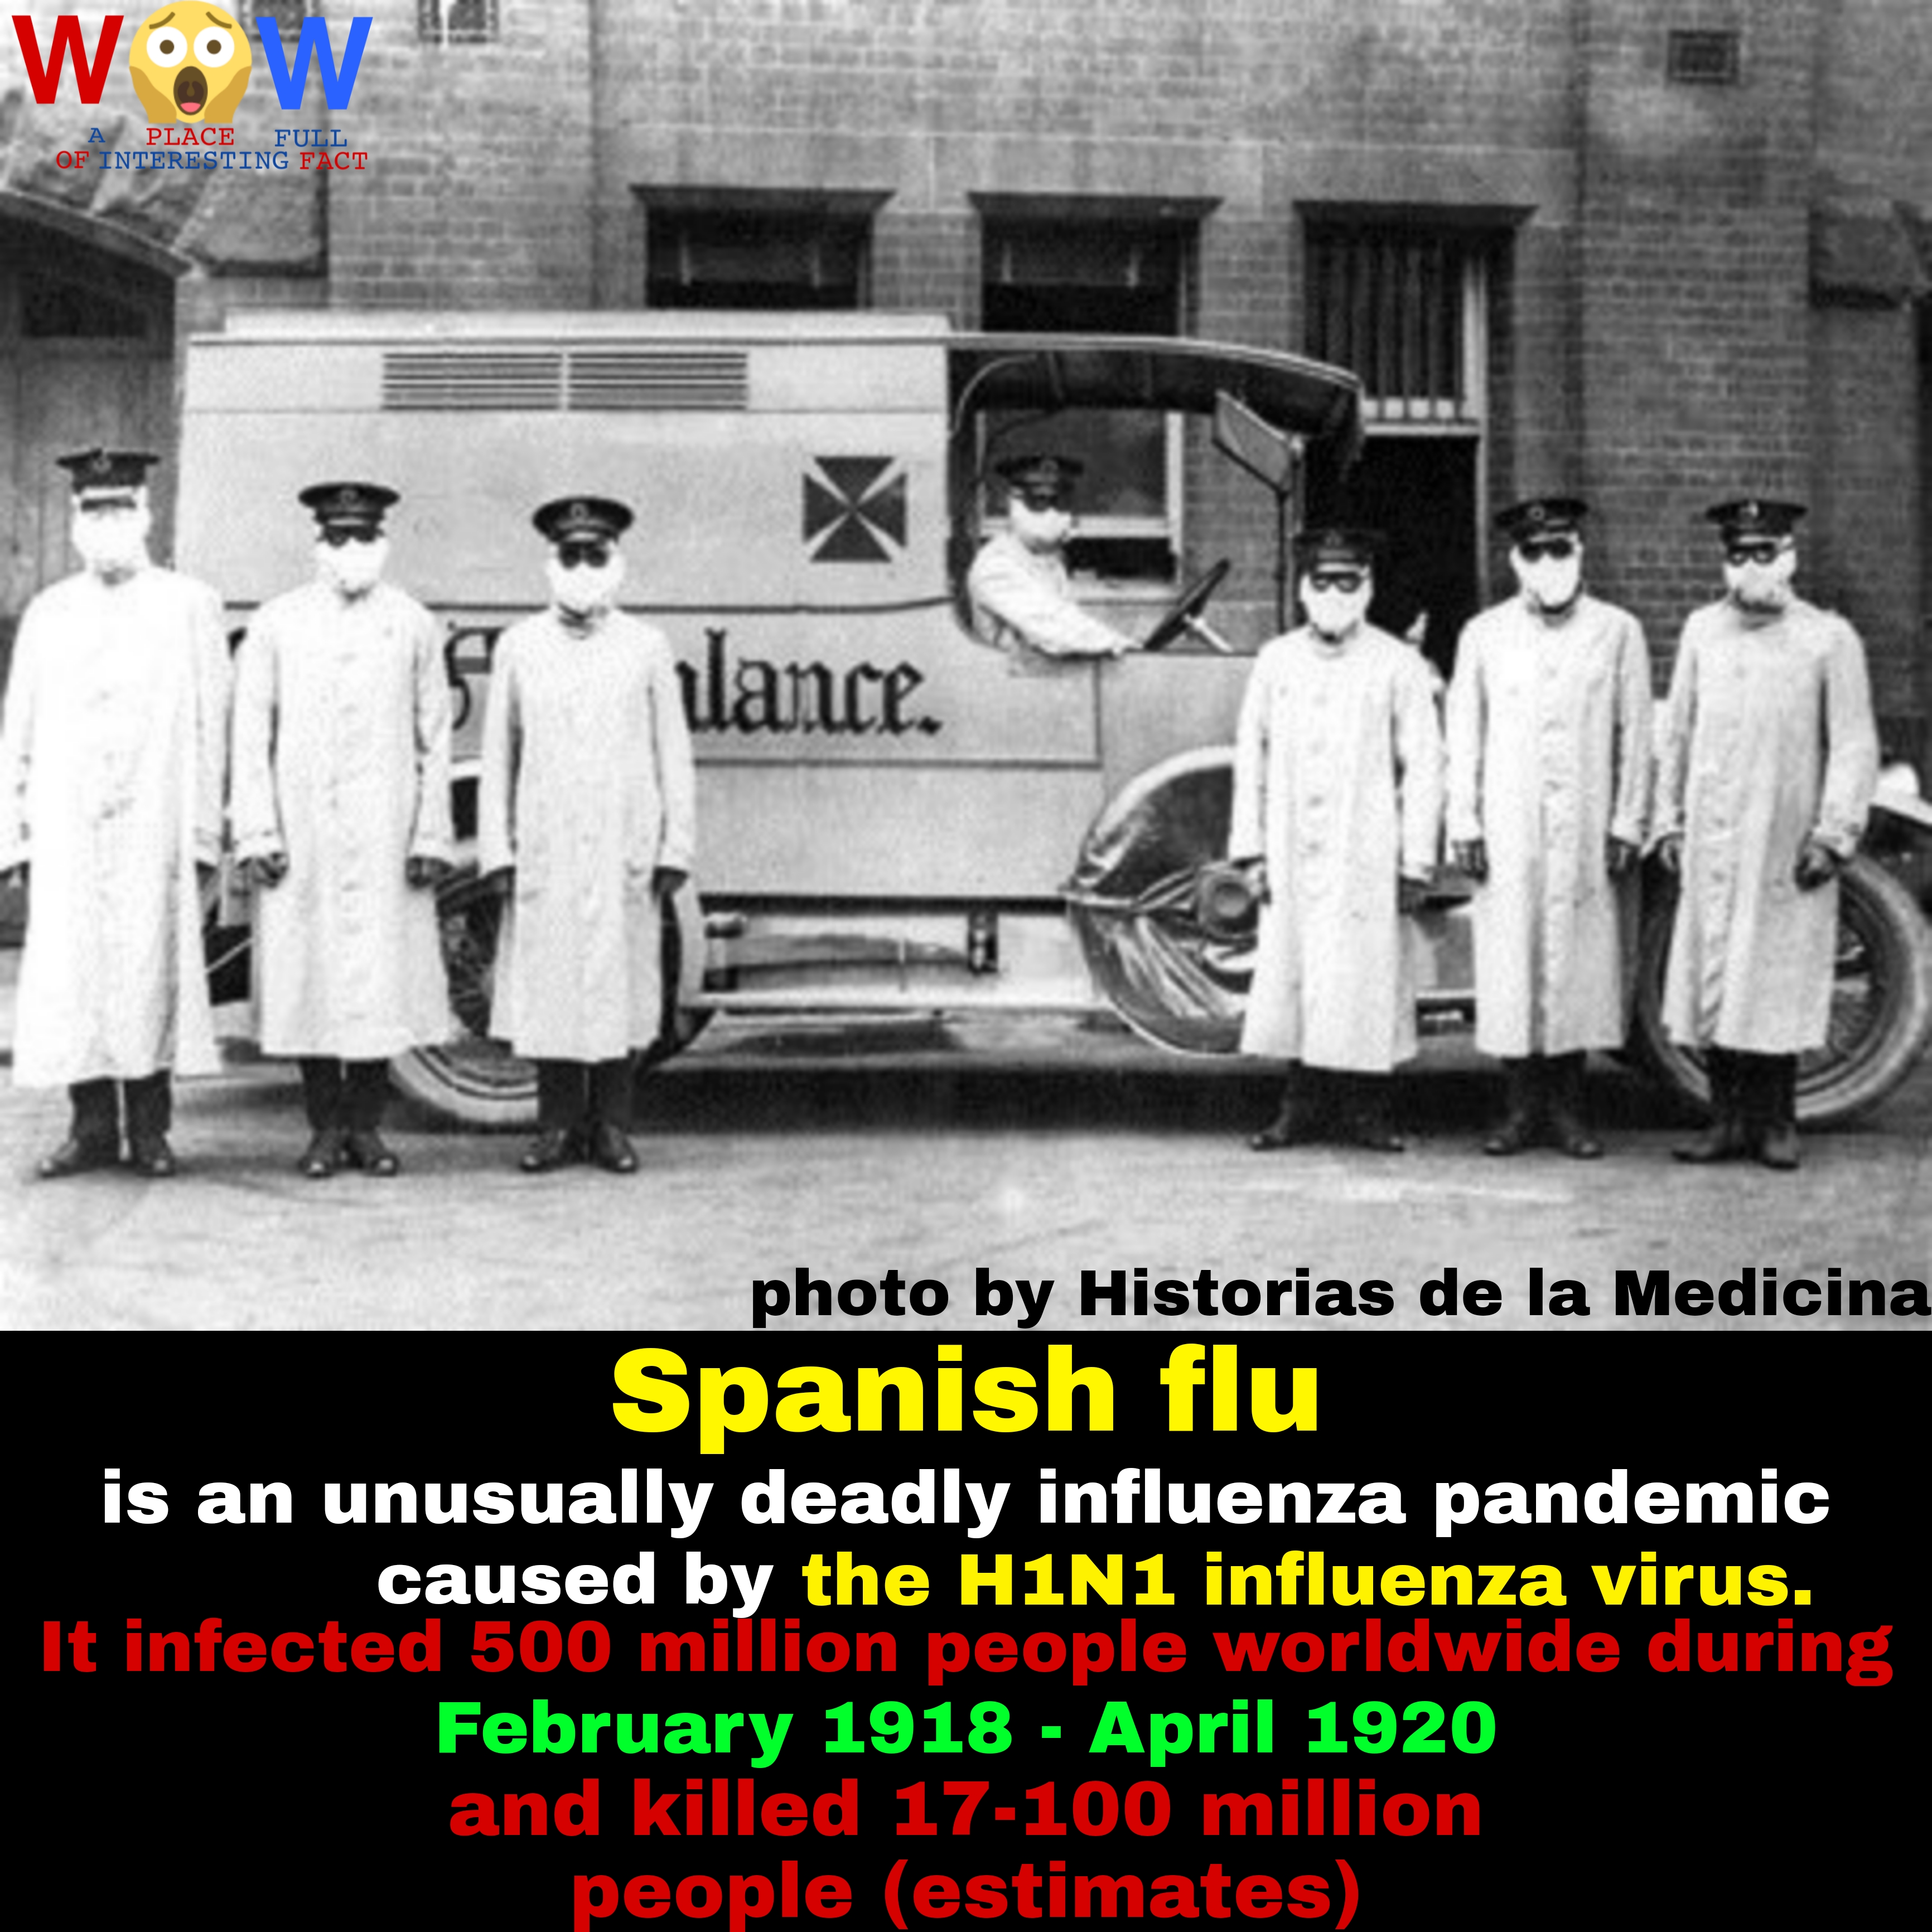 W😱W
A PLACE FULL
OF INTERESTING FACT
ulance.
photo by Historias de la Medicina
Spanish flu
is an unusually deadly influenza pandemic
caused by the H1N1 influenza virus.
It infected 500 million people worldwide during
February 1918 - April 1920
and killed 17-100 million
people (estimates)